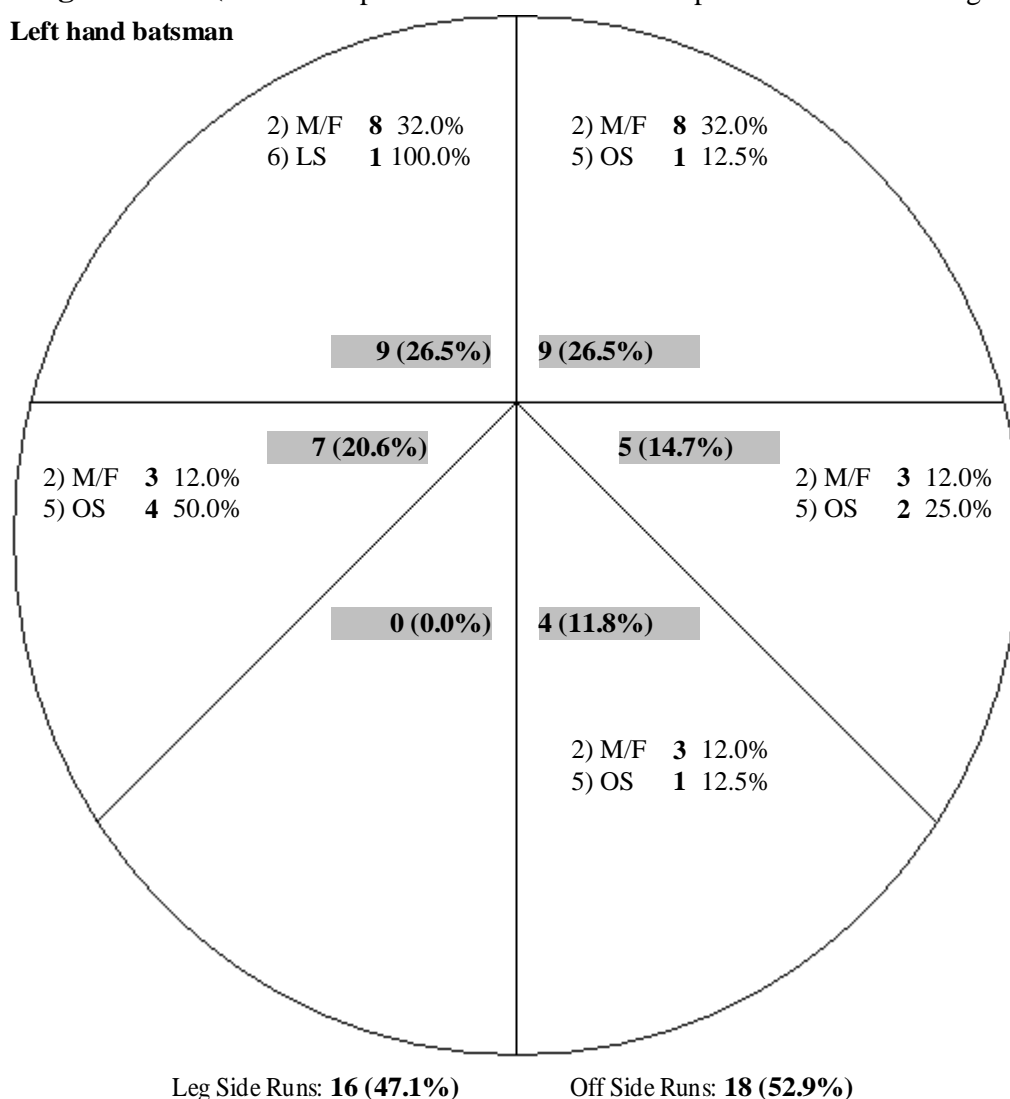 Left hand batsman
2) M/F 8 32.0%
6) LS 1 100.0%
2) M/F 8 32.0%
5) OS 1 12.5%
9 (26.5%)
9 (26.5%)
7 (20.6%)
5 (14.7%)
2) M/F 3 12.0%
5) OS 4 50.0%
2) M/F 3 12.0%
5) OS 2 25.0%
0 (0.0%)
4 (11.8%)
2) M/F 3 12.0%
5) OS 1 12.5%
Leg Side Runs: 16 (47.1%)
Off Side Runs: 18 (52.9%)